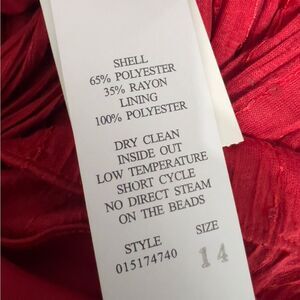 SHELL
65% POLYESTER
35% RAYON
LINING
100% POLYESTER
DRY CLEAN
INSIDE OUT
LOW TEMPERATURE
SHORT CYCLE
NO DIRECT STEAM
ON THE BEADS
STYLE SIZE
015174740 14